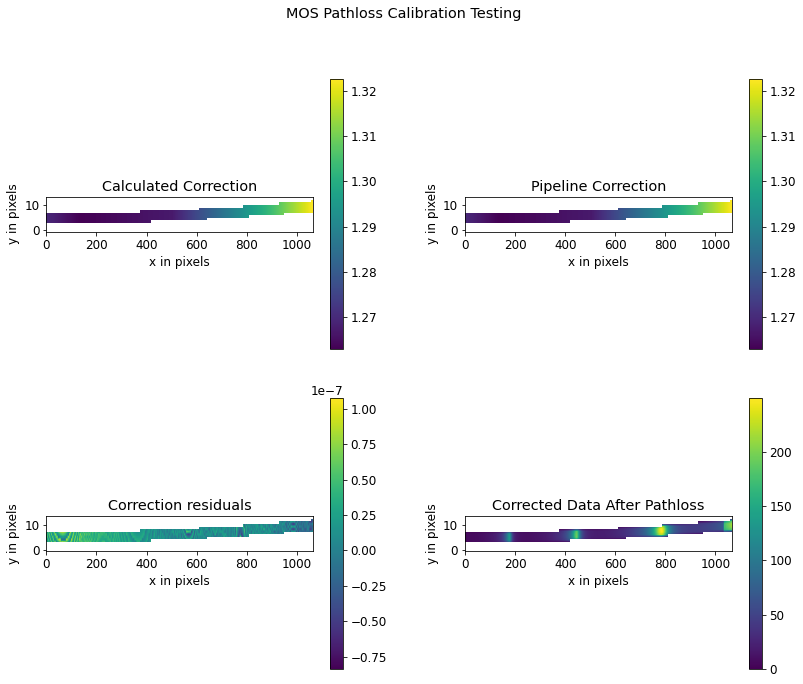 MOS Pathloss Calibration Testing
Calculated Correction
y in pixels
10
0
0 200 400 600 800 1000
x in pixels
1.32
1.31
1.30
1.29
1.28
1.27
Pipeline Correction
y in pixels
10
0
0 200 400 600 800 1000
x in pixels
1.32
1.31
1.30
1.29
1.28
1.27
Correction residuals
y in pixels
10
0
0 200 400 600 800 1000
x in pixels
1e−7
1.00
0.75
0.50
0.25
0.00
−0.25
−0.50
−0.75
Corrected Data After Pathloss
y in pixels
10
0
0 200 400 600 800 1000
x in pixels
200
150
100
50
0